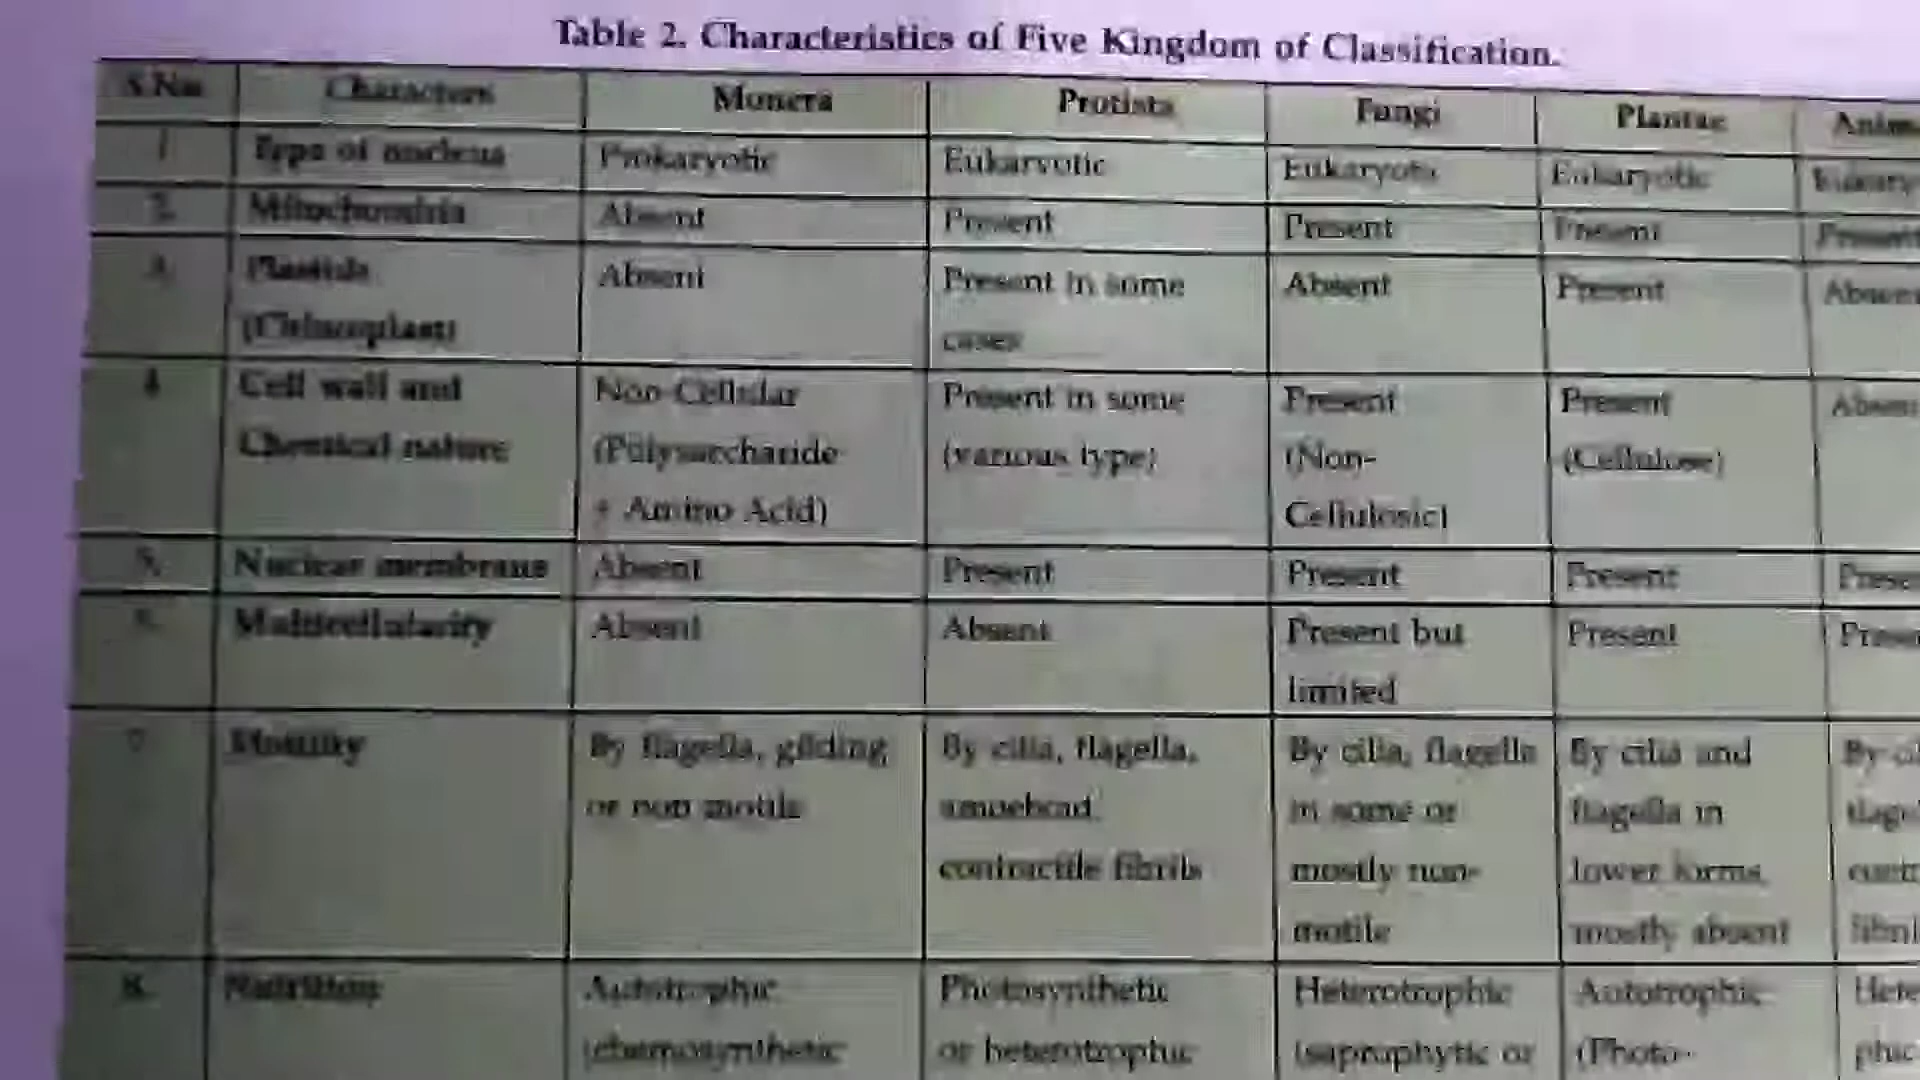 Table 2. Characteristics of Five Kingdom of Classification.
S.No. Characters Monera Protista Fungi Plantae
1 Type of nucleus Prokaryotic Eukaryotic Eukaryotic Eukaryotic
2. Mitochondria Absent Present Present Present Present
3. Plastids Absent Present in some Absent Present
(Chloroplast) cases
4 Cell wall and Non-Cellular Present in some Present Present
Chemical nature (Polysaccharide (various type) (Non- (Cellulose)
+ Amino Acid) Cellulosic)
5. Nuclear membrane Absent Present Present Present
6. Multicellularity Absent Absent Present but Present
limited
7. Motility By flagella, gliding By cilia, flagella, By cilia, flagella By cilia and
or non motile amoeboid, in some or flagella in
contractile fibrils mostly non- lower forms,
motile mostly absent
8. Nutrition Autotrophic Photosynthetic Heterotrophic Autotrophic
(chemosynthetic or heterotrophic (saprophytic or (Photo-